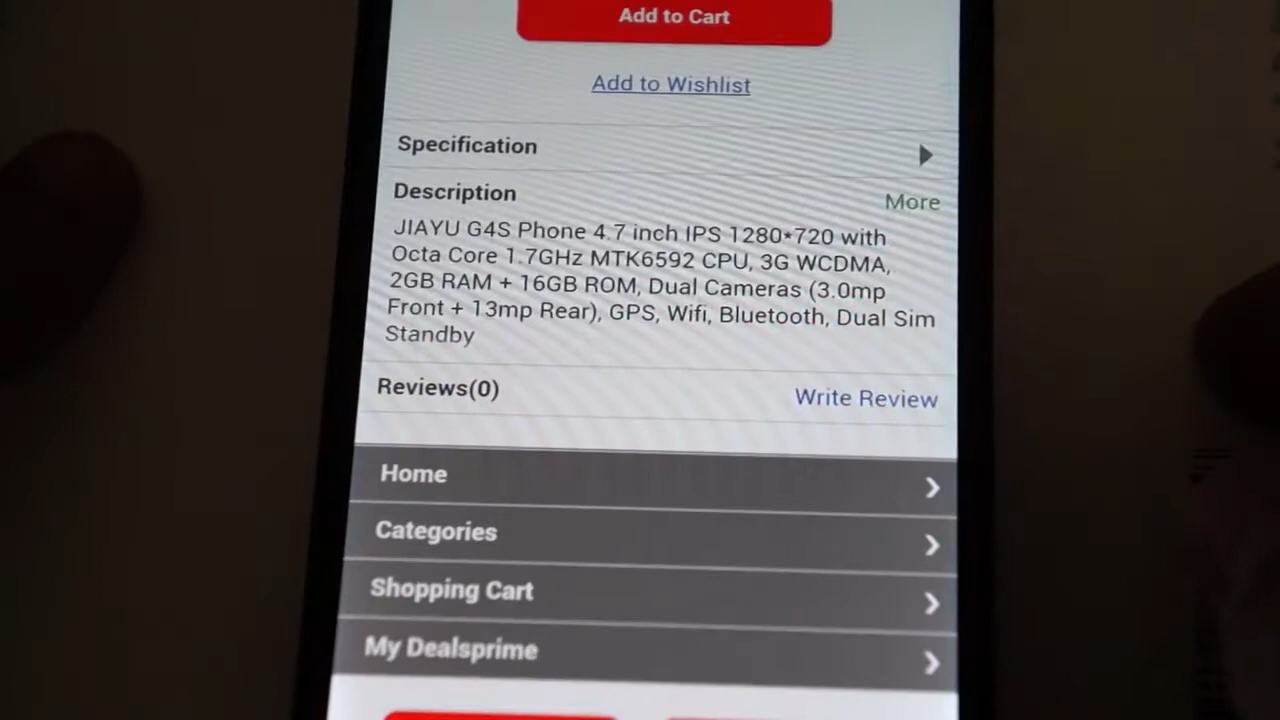 Add to Cart
Add to Wishlist
Specification
Description
More
JIAYU G4S Phone 4.7 inch IPS 1280*720 with
Octa Core 1.7GHz MTK6592 CPU, 3G WCDMA,
2GB RAM + 16GB ROM, Dual Cameras (3.0mp
Front + 13mp Rear), GPS, Wifi, Bluetooth, Dual Sim
Standby
Reviews(0)
Write Review
Home
Categories
Shopping Cart
My Dealsprime